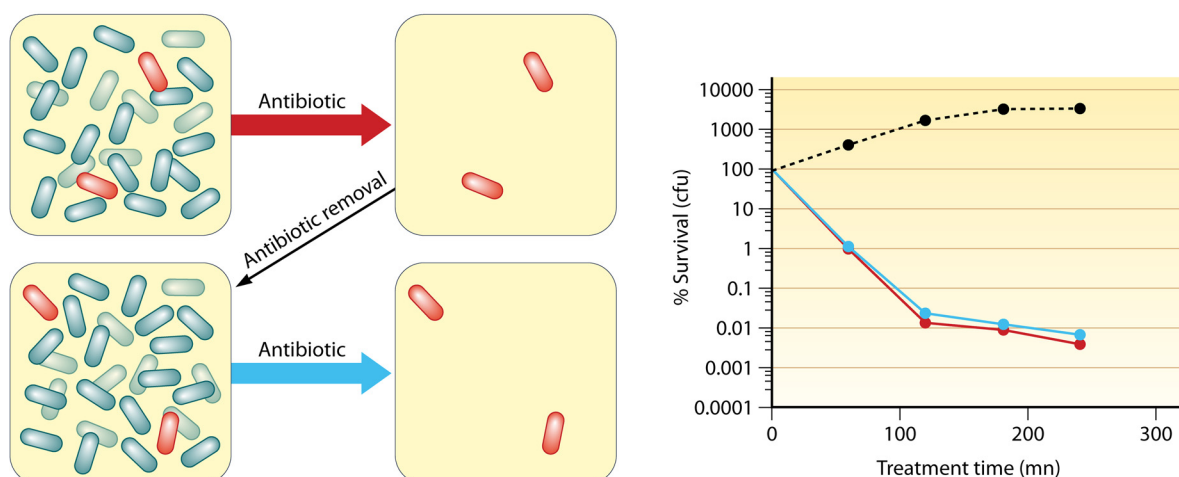 Antibiotic
Antibiotic removal
Antibiotic
% Survival (cfu)
10000
1000
100
10
1
0.1
0.01
0.001
0.0001
0
100
200
300
Treatment time (mn)